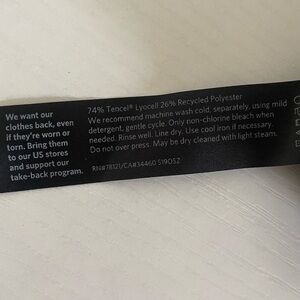 We want our
clothes back, even
if they're worn or
torn. Bring them
to our US stores
and support our
take-back program.
74% Tencel® Lyocell 26% Recycled Polyester
We recommend machine wash cold, separately, using mild
detergent, gentle cycle. Only non-chlorine bleach when
needed. Rinse well. Line dry. Use cool iron if necessary.
Do not over press. May be dry cleaned with light steam.
RN#78121/CA#34460 S19OSZ